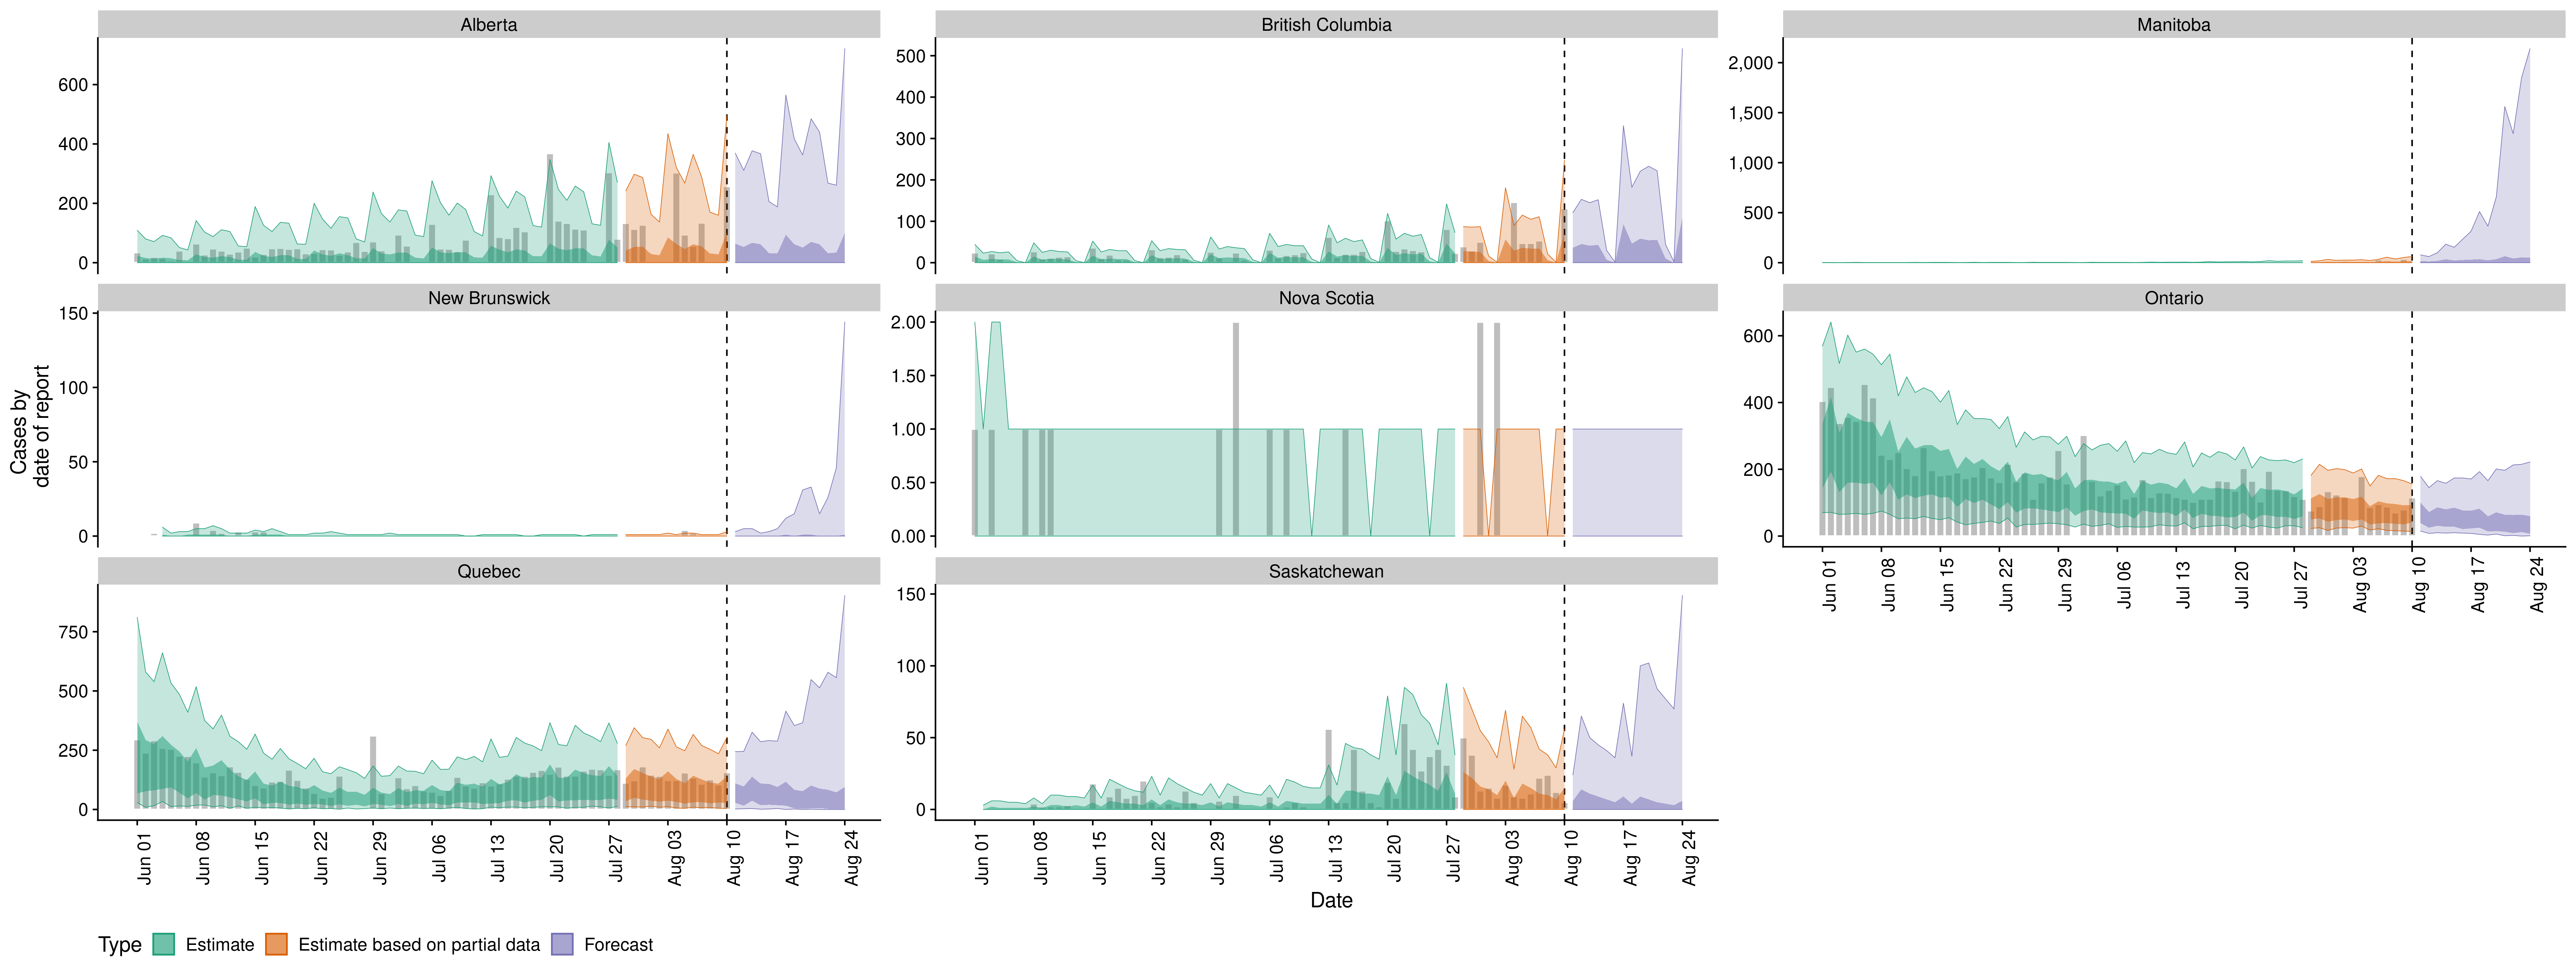 Alberta
British Columbia
Manitoba
600
400
200
0
500
400
300
200
100
0
2,000
1,500
1,000
500
0
New Brunswick
Nova Scotia
Ontario
150
100
50
0
2.00
1.50
1.00
0.50
0.00
600
400
200
0
Jun 01
Jun 08
Jun 15
Jun 22
Jun 29
Jul 06
Jul 13
Jul 20
Jul 27
Aug 03
Aug 10
Aug 17
Aug 24
Cases by
date of report
Quebec
Saskatchewan
750
500
250
0
150
100
50
0
Jun 01
Jun 08
Jun 15
Jun 22
Jun 29
Jul 06
Jul 13
Jul 20
Jul 27
Aug 03
Aug 10
Aug 17
Aug 24
Jun 01
Jun 08
Jun 15
Jun 22
Jun 29
Jul 06
Jul 13
Jul 20
Jul 27
Aug 03
Aug 10
Aug 17
Aug 24
Date
Type Estimate Estimate based on partial data Forecast